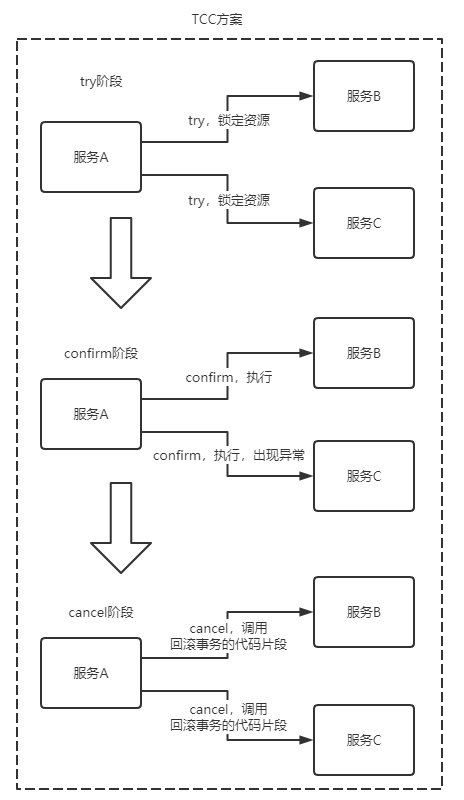 TCC方案
try阶段
服务B
try，锁定资源
服务A
try，锁定资源
服务C
confirm阶段
服务B
confirm，执行
服务A
confirm，执行，出现异常
服务C
cancel阶段
服务B
cancel，调用
回滚事务的代码片段
服务A
cancel，调用
回滚事务的代码片段
服务C